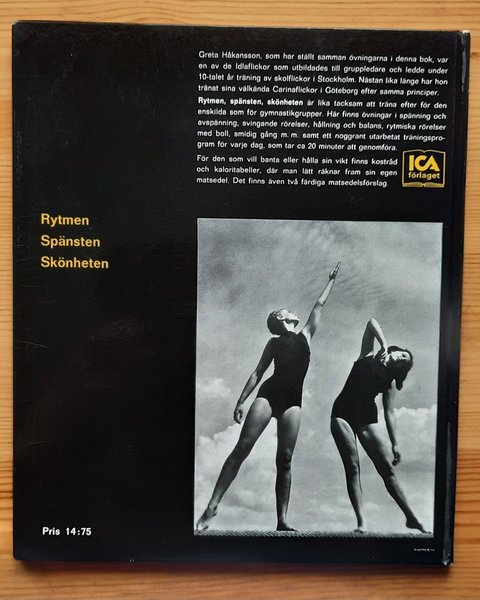 Greta Håkansson, som har ställt samman övningarna i denna bok, var
en av de Idlaflickor som utbildades till gruppledare och ledde under
10-talet år träning av skolflickor i Stockholm. Nästan lika länge har hon
tränat sina välkända Carinaflickor i Göteborg efter samma principer.
Rytmen, spänsten, skönheten är lika tacksam att träna efter för den
enskilda som för gymnastikgrupper. Här finns övningar i spänning och
avspänning, svingande rörelser, hållning och balans, rytmiska rörelser
med boll, smidig gång m. m. samt ett noggrant utarbetat träningspro-
gram för varje dag, som tar ca 20 minuter att genomföra.
För den som vill banta eller hålla sin vikt finns kostråd
och kaloritabeller, där man lätt räknar fram sin egen
matsedel. Det finns även två färdiga matsedelsförslag.
ICA
förlaget
Rytmen
Spänsten
Skönheten
Pris 14:75